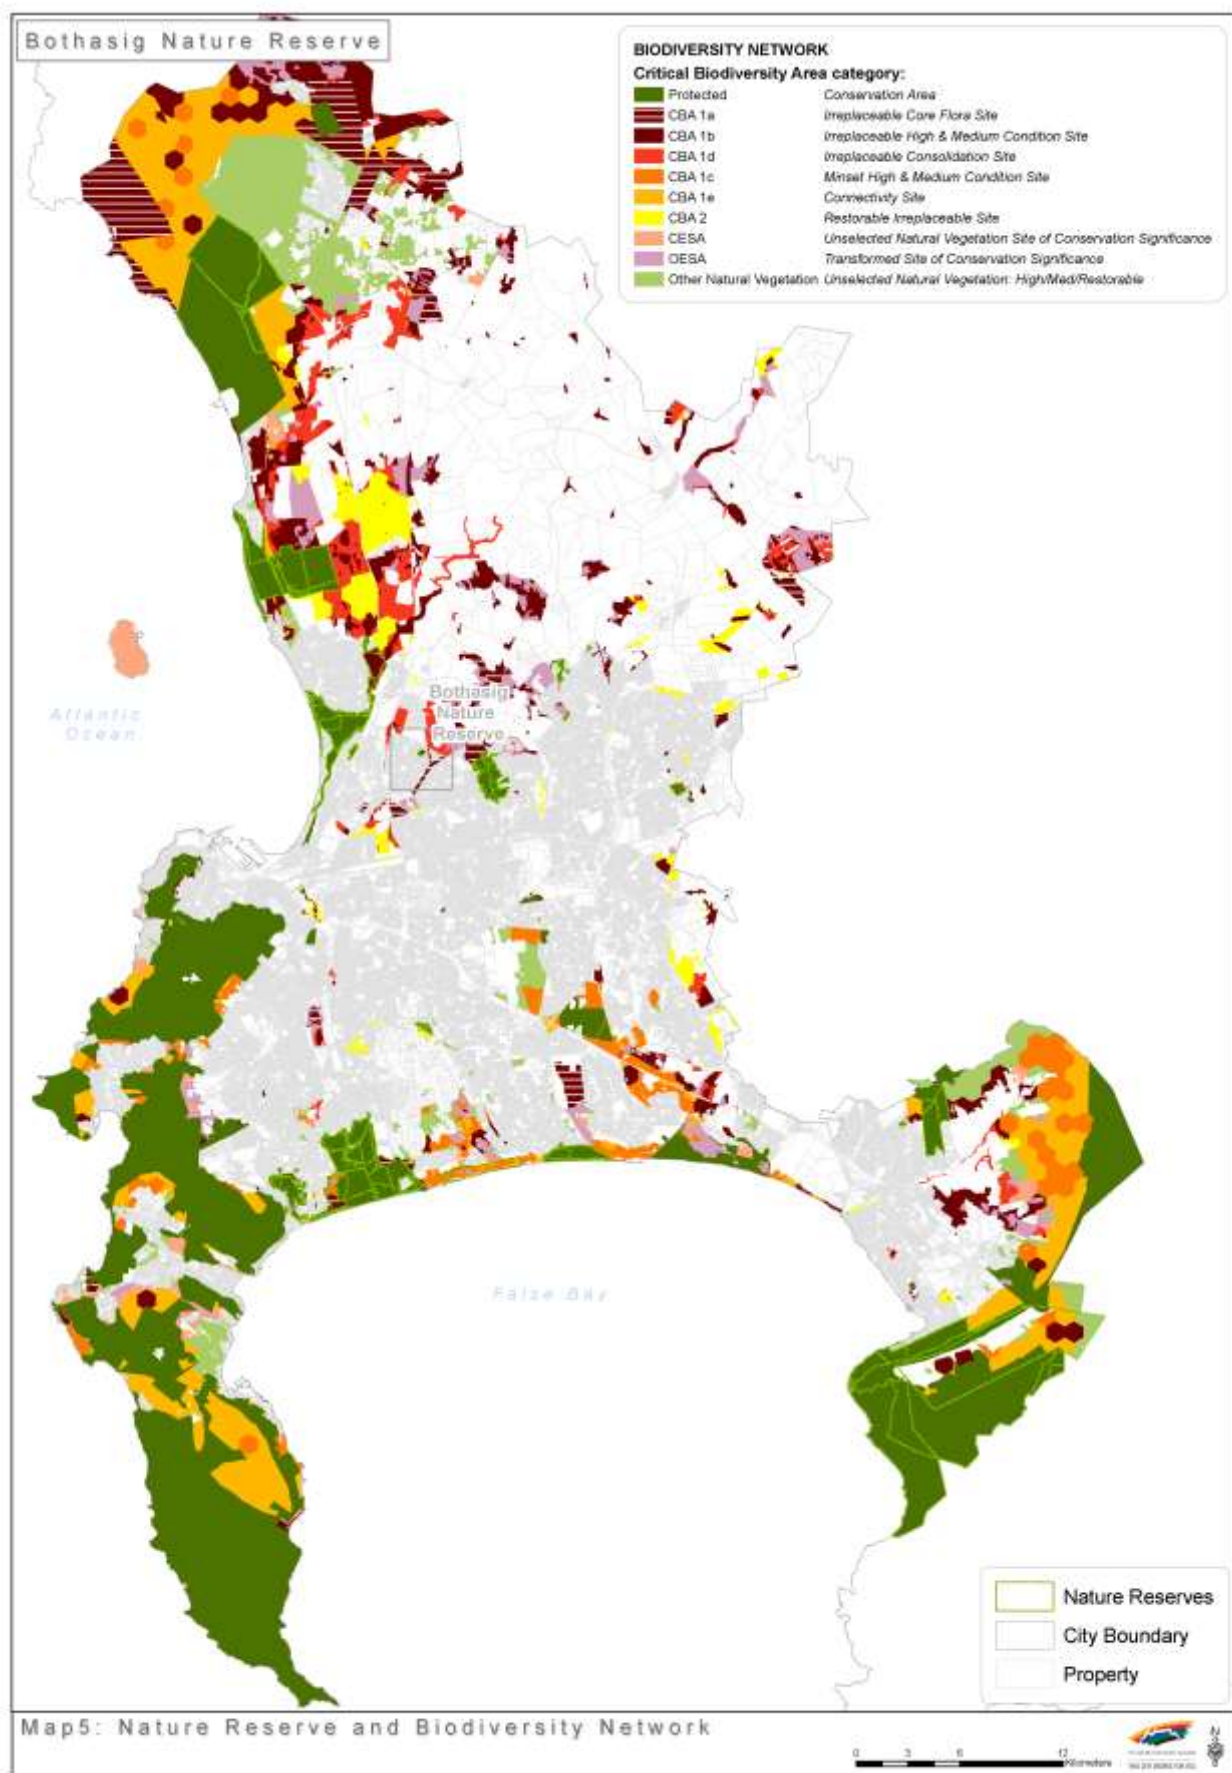 Bothasig Nature Reserve
BIODIVERSITY NETWORK
Critical Biodiversity Area category:
Protected Conservation Area
CBA 1a Irreplaceable Core Flora Site
CBA 1b Irreplaceable High & Medium Condition Site
CBA 1d Irreplaceable Consolidation Site
CBA 1c Minset High & Medium Condition Site
CBA 1e Connectivity Site
CBA 2 Restorable Irreplaceable Site
CESA Unselected Natural Vegetation Site of Conservation Significance
OESA Transformed Site of Conservation Significance
Other Natural Vegetation Unselected Natural Vegetation: High/Med/Restorable
Bothasig
Nature
Reserve
Atlantic
Ocean
False Bay
Nature Reserves
City Boundary
Property
Map5: Nature Reserve and Biodiversity Network
0 3 6 12
Kilometers
N